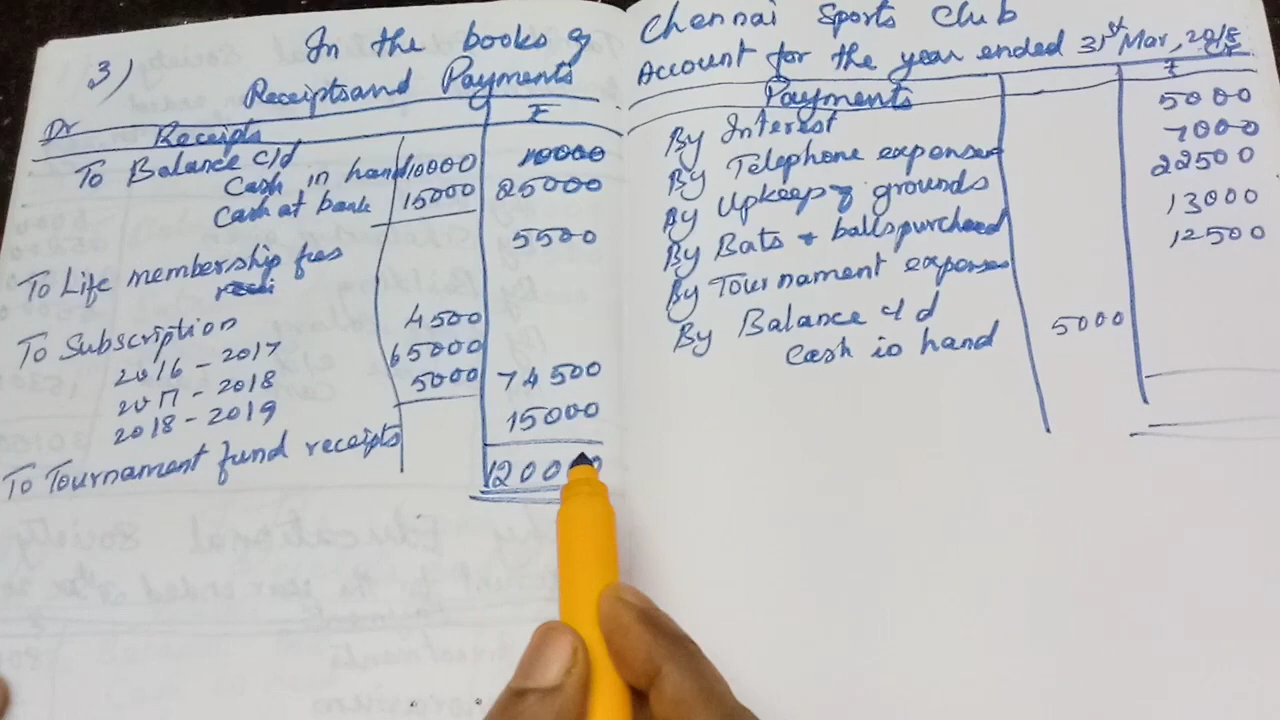 3)
In the books of Chennai Sports Club
Receipts and Payments Account for the year ended 31st Mar, 2018
Dr Receipts ₹
To Balance c/d
Cash in hand 10000 10000
Cash at bank 15000 25000
To Life membership fees 5500
To Subscription
2016 - 2017 4500
2017 - 2018 65000
2018 - 2019 5000 74500
To Tournament fund receipts 15000
120000
Payments ₹ Cr
By Interest 5000
By Telephone expenses 7000
By Upkeep of grounds 22500
By Bats & balls purchased 13000
By Tournament expenses 12500
By Balance c/d
Cash in hand 5000